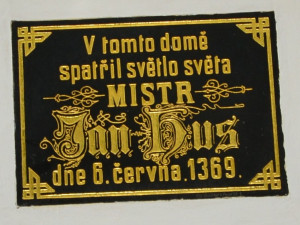 V tomto domě
spatřil světlo světa
MISTR
Jan Hus
dne 6. června.1369.